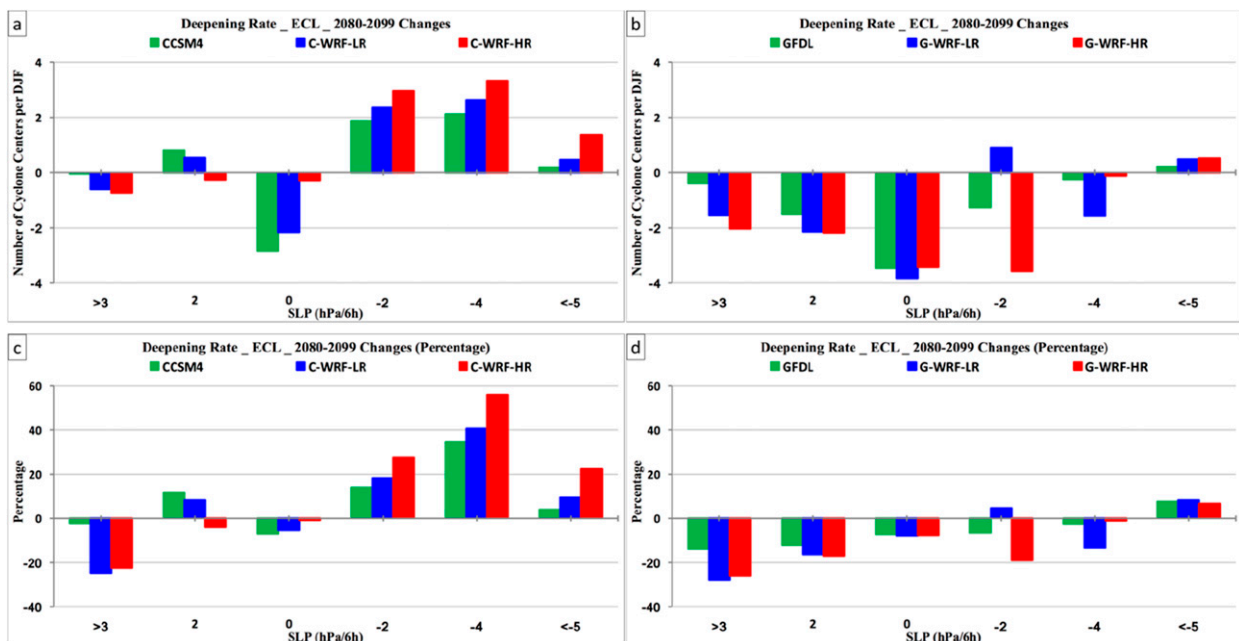 a
Deepening Rate _ ECL _ 2080-2099 Changes
CCSM4 C-WRF-LR C-WRF-HR
Number of Cyclone Centers per DJF
4
2
0
-2
-4
>3 2 0 -2 -4 <-5
SLP (hPa/6h)
b
Deepening Rate _ ECL _ 2080-2099 Changes
GFDL G-WRF-LR G-WRF-HR
Number of Cyclone Centers per DJF
4
2
0
-2
-4
>3 2 0 -2 -4 <-5
SLP (hPa/6h)
c
Deepening Rate _ ECL _ 2080-2099 Changes (Percentage)
CCSM4 C-WRF-LR C-WRF-HR
Percentage
60
40
20
0
-20
-40
>3 2 0 -2 -4 <-5
SLP (hPa/6h)
d
Deepening Rate _ ECL _ 2080-2099 Changes (Percentage)
GFDL G-WRF-LR G-WRF-HR
Percentage
60
40
20
0
-20
-40
>3 2 0 -2 -4 <-5
SLP (hPa/6h)